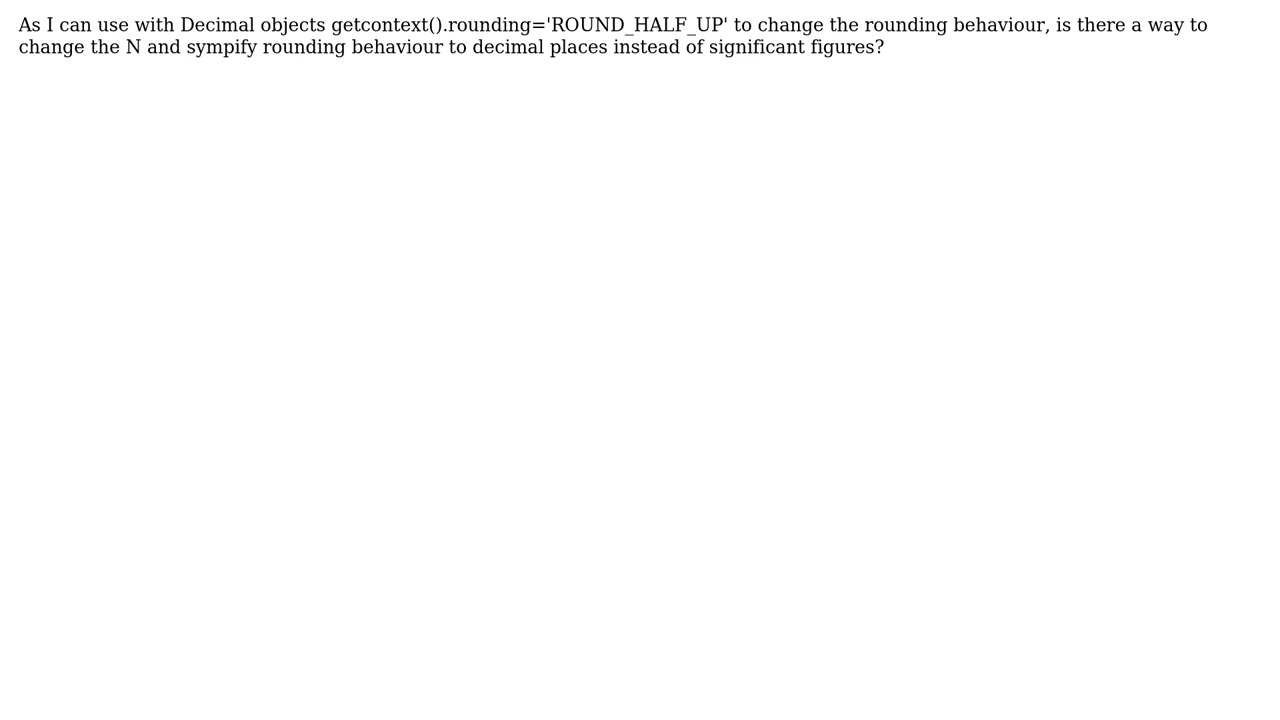 As I can use with Decimal objects getcontext().rounding='ROUND_HALF_UP' to change the rounding behaviour, is there a way to
change the N and sympify rounding behaviour to decimal places instead of significant figures?